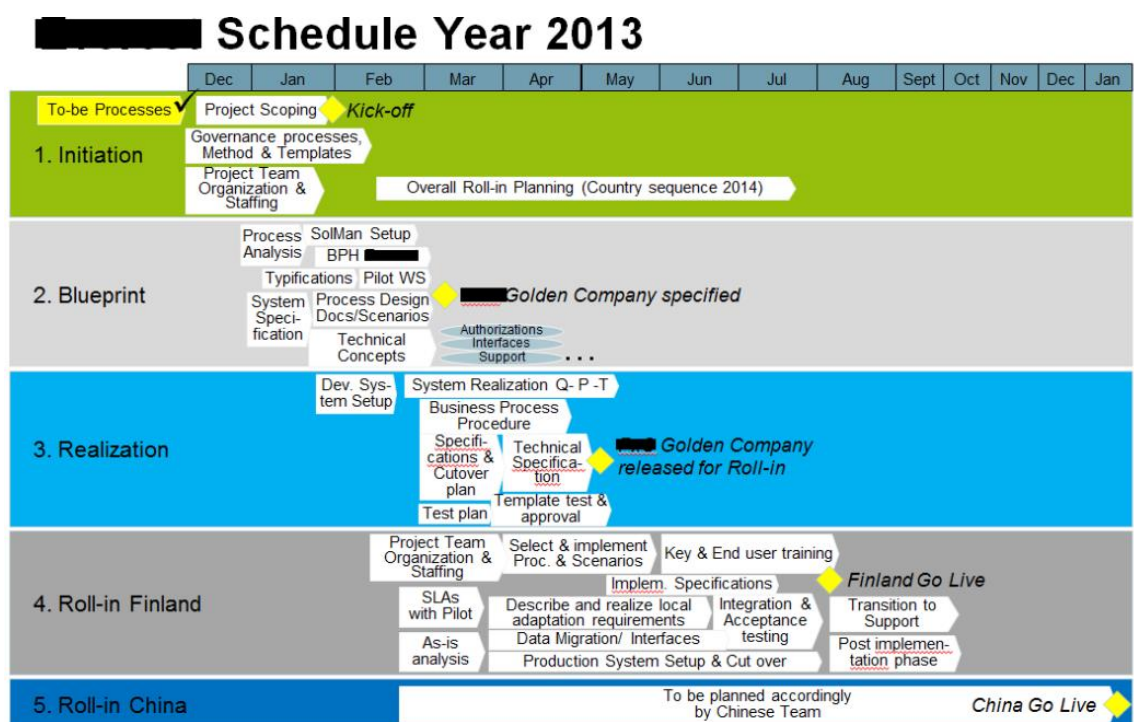 Schedule Year 2013
Dec Jan Feb Mar Apr May Jun Jul Aug Sept Oct Nov Dec Jan
To-be Processes
Project Scoping
Kick-off
1. Initiation
Governance processes,
Method & Templates
Project Team
Organization &
Staffing
Overall Roll-in Planning (Country sequence 2014)
2. Blueprint
Process
Analysis
SolMan Setup
BPH
Typifications
Pilot WS
System
Speci-
fication
Process Design
Docs/Scenarios
Technical
Concepts
Golden Company specified
Authorizations
Interfaces
Support
...
3. Realization
Dev. Sys-
tem Setup
System Realization Q- P -T
Business Process
Procedure
Specifi-
cations &
Cutover
plan
Technical
Specifica-
tion
Golden Company
released for Roll-in
Test plan
Template test &
approval
4. Roll-in Finland
Project Team
Organization &
Staffing
Select & implement
Proc. & Scenarios
Key & End user training
Implem. Specifications
Finland Go Live
SLAs
with Pilot
Describe and realize local
adaptation requirements
Integration &
Acceptance
testing
Transition to
Support
As-is
analysis
Data Migration/ Interfaces
Production System Setup & Cut over
Post implemen-
tation phase
5. Roll-in China
To be planned accordingly
by Chinese Team
China Go Live